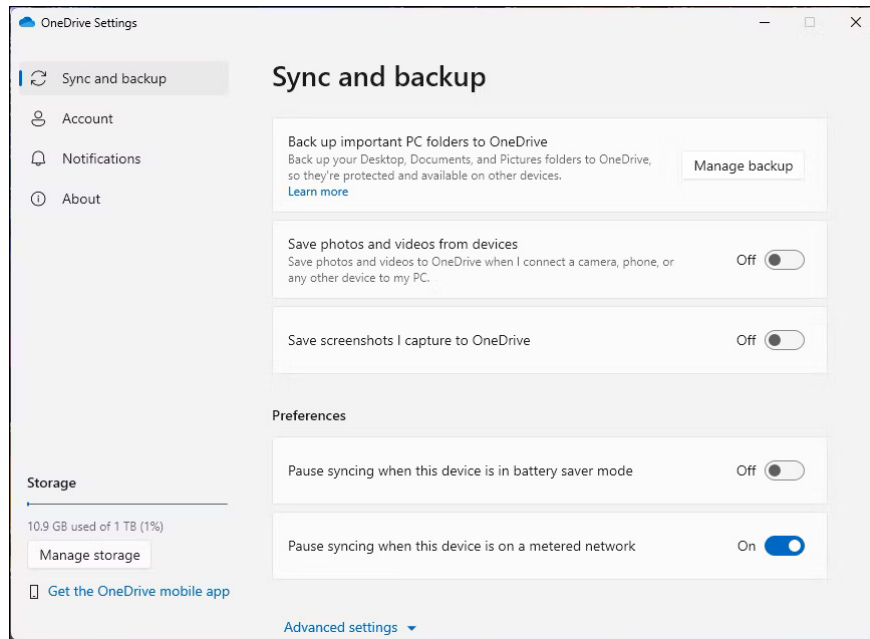 OneDrive Settings
Sync and backup
Account
Notifications
About
Storage
10.9 GB used of 1 TB (1%)
Manage storage
Get the OneDrive mobile app
Sync and backup
Back up important PC folders to OneDrive
Back up your Desktop, Documents, and Pictures folders to OneDrive,
so they're protected and available on other devices.
Learn more
Manage backup
Save photos and videos from devices
Save photos and videos to OneDrive when I connect a camera, phone, or
any other device to my PC.
Off
Save screenshots I capture to OneDrive
Off
Preferences
Pause syncing when this device is in battery saver mode
Off
Pause syncing when this device is on a metered network
On
Advanced settings